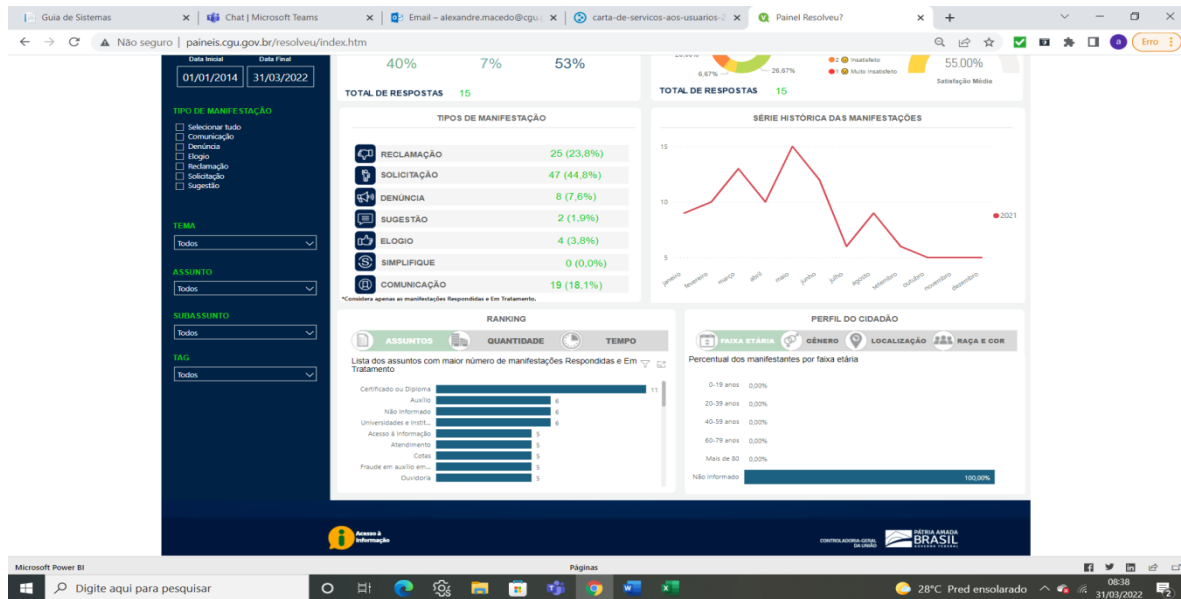 Guia de Sistemas
Chat | Microsoft Teams
Email – alexandre.macedo@cgu.
carta-de-servicos-aos-usuarios-2
Painel Resolveu?
Não seguro | paineis.cgu.gov.br/resolveu/index.htm
a
Erro
Data Inicial Data Final
01/01/2014 31/03/2022
TIPO DE MANIFESTAÇÃO
Selecionar tudo
Comunicação
Denúncia
Elogio
Reclamação
Solicitação
Sugestão
TEMA
Todos
ASSUNTO
Todos
SUBASSUNTO
Todos
TAG
Todos
40% 7% 53%
TOTAL DE RESPOSTAS 15
6,67%
26,67%
2 Insatisfeito
1 Muito Insatisfeito
55.00%
Satisfação Média
TOTAL DE RESPOSTAS 15
TIPOS DE MANIFESTAÇÃO
RECLAMAÇÃO 25 (23,8%)
SOLICITAÇÃO 47 (44,8%)
DENÚNCIA 8 (7,6%)
SUGESTÃO 2 (1,9%)
ELOGIO 4 (3,8%)
SIMPLIFIQUE 0 (0,0%)
COMUNICAÇÃO 19 (18,1%)
*Considera apenas as manifestações Respondidas e Em Tratamento.
SÉRIE HISTÓRICA DAS MANIFESTAÇÕES
15
10
5
2021
janeiro fevereiro março abril maio junho julho agosto setembro outubro novembro dezembro
RANKING
ASSUNTOS QUANTIDADE TEMPO
Lista dos assuntos com maior número de manifestações Respondidas e Em
Tratamento
Certificado ou Diploma 11
Auxílio 6
Não Informado 6
Universidades e Instit... 6
Acesso à informação 5
Atendimento 5
Cotas 5
Fraude em auxílio em... 5
Ouvidoria 5
PERFIL DO CIDADÃO
FAIXA ETÁRIA GÊNERO LOCALIZAÇÃO RAÇA E COR
Percentual dos manifestantes por faixa etária
0-19 anos 0,00%
20-39 anos 0,00%
40-59 anos 0,00%
60-79 anos 0,00%
Mais de 80 0,00%
Não Informado 100,00%
Acesso à
Informação
CONTROLADORIA-GERAL
DA UNIÃO
PÁTRIA AMADA
BRASIL
GOVERNO FEDERAL
Microsoft Power BI
Páginas
Digite aqui para pesquisar
28°C Pred ensolarado
08:38
31/03/2022